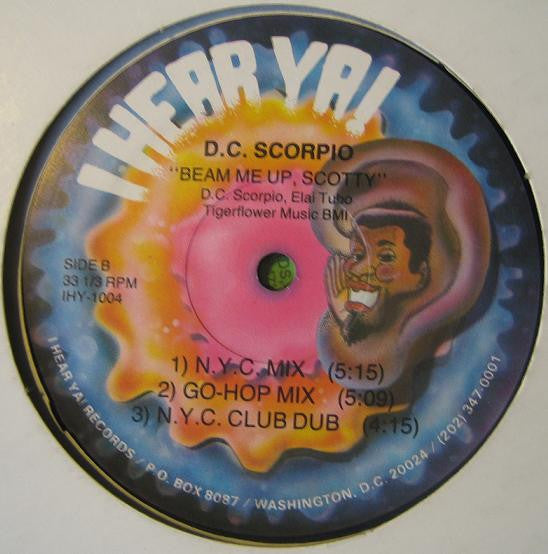 I HEAR YA!
D.C. SCORPIO
"BEAM ME UP, SCOTTY"
D.C. Scorpio, Elai Tubo
Tigerflower Music BMI
SIDE B
33 1/3 RPM
IHY-1004
1) N.Y.C. MIX (5:15)
2) GO-HOP MIX (5:09)
3) N.Y.C. CLUB DUB (4:15)
I HEAR YA! RECORDS / P.O. BOX 8087 / WASHINGTON, D.C. 20024 / (202) 347-0001